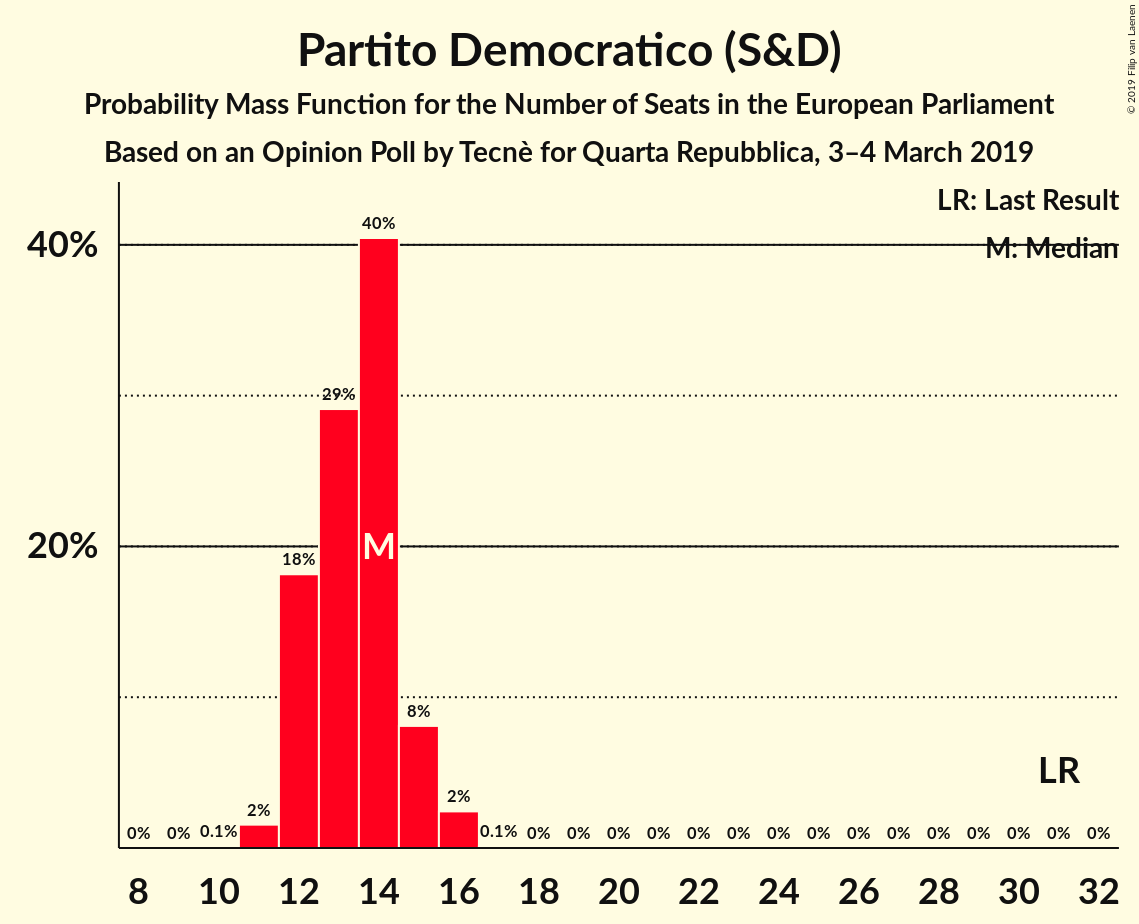 Partito Democratico (S&D)
Probability Mass Function for the Number of Seats in the European Parliament
Based on an Opinion Poll by Tecnè for Quarta Repubblica, 3–4 March 2019
© 2019 Filip van Laenen
LR: Last Result
M: Median
40%
20%
0% 0% 0.1% 2% 18% 29% 40% 8% 2% 0.1% 0% 0% 0% 0% 0% 0% 0% 0% 0% 0% 0% 0% 0% 0% 0%
M
LR
8 10 12 14 16 18 20 22 24 26 28 30 32